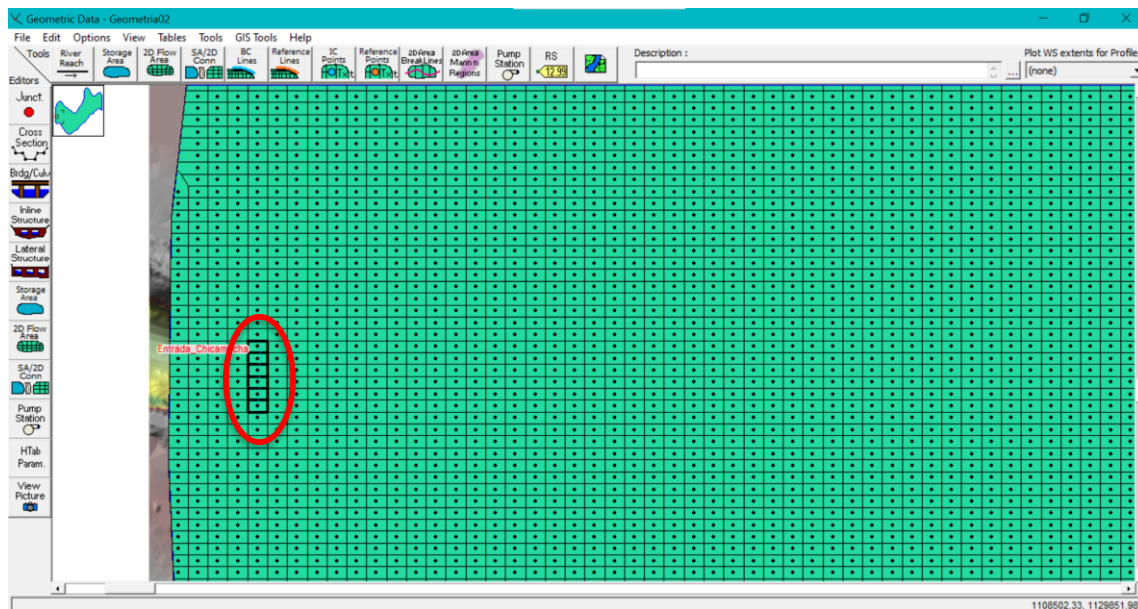 Geometric Data - Geometria02
File Edit Options View Tables Tools GIS Tools Help
Tools
Editors
River
Reach
Storage
Area
2D Flow
Area
SA/2D
Conn
BC
Lines
Reference
Lines
IC
Points
Reference
Points
2D Area
BreakLines
2D Area
Mann n
Regions
Pump
Station
RS
12.99
Description :
...
Plot WS extents for Profile
(none)
Junct.
Cross
Section
Brdg/Culv
Inline
Structure
Lateral
Structure
Storage
Area
2D Flow
Area
SA/2D
Conn
Pump
Station
HTab
Param.
View
Picture
1108502.33, 1129851.98